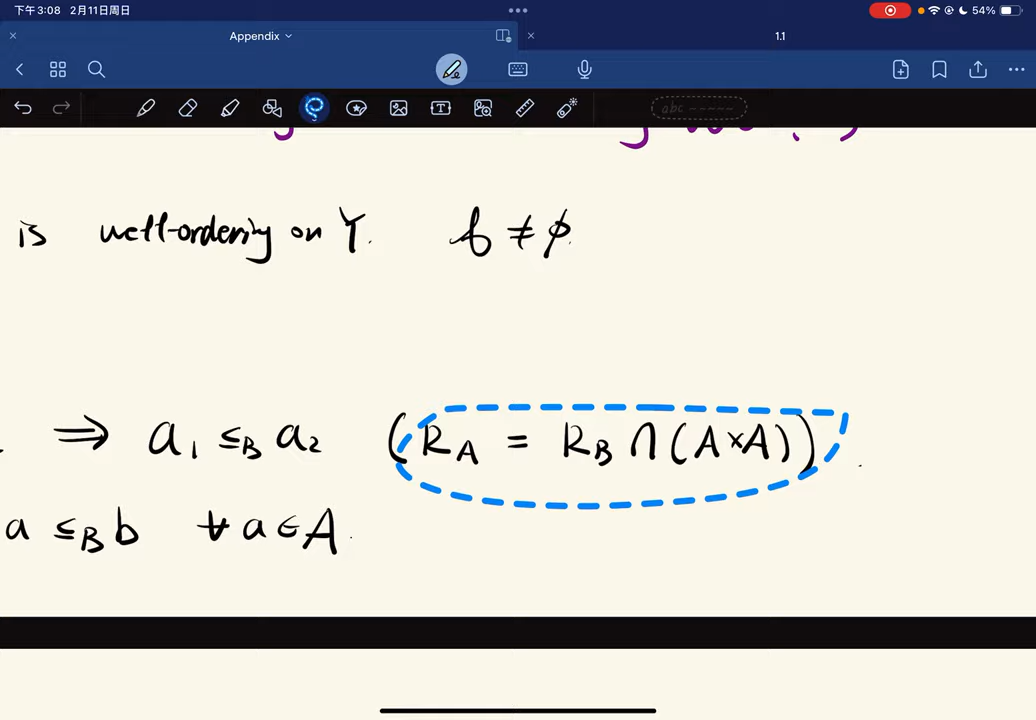 下午3:08 2月11日周日
54%
Appendix
1.1
abc
is well-ordering on Y. 𝒷 ≠ ϕ.
⇒ a₁ ≤_B a₂ (R_A = R_B ∩ (A×A))
a ≤_B b ∀ a ∈ A.